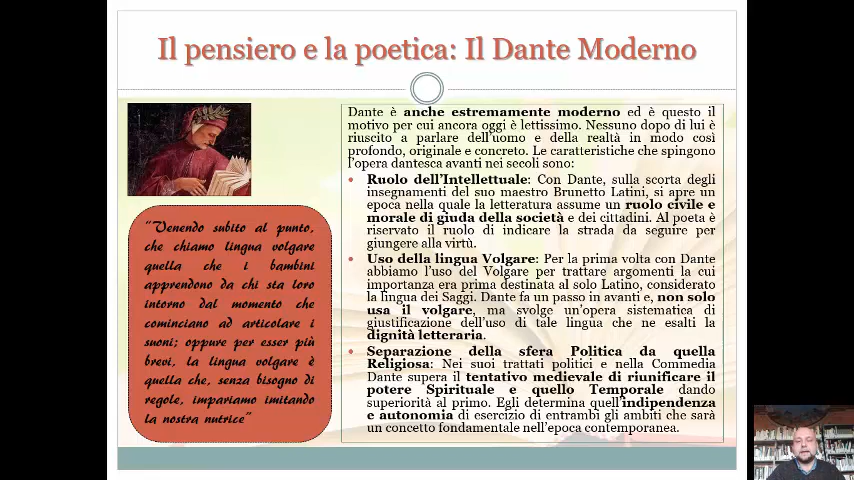 Il pensiero e la poetica: Il Dante Moderno
"Venendo subito al punto,
che chiamo lingua volgare
quella che i bambini
apprendono da chi sta loro
intorno dal momento che
cominciano ad articolare i
suoni; oppure per esser più
brevi, la lingua volgare è
quella che, senza bisogno di
regole, impariamo imitando
la nostra nutrice"
Dante è anche estremamente moderno ed è questo il
motivo per cui ancora oggi è lettissimo. Nessuno dopo di lui è
riuscito a parlare dell'uomo e della realtà in modo così
profondo, originale e concreto. Le caratteristiche che spingono
l'opera dantesca avanti nei secoli sono:
• Ruolo dell'Intellettuale: Con Dante, sulla scorta degli
insegnamenti del suo maestro Brunetto Latini, si apre un
epoca nella quale la letteratura assume un ruolo civile e
morale di giuda della società e dei cittadini. Al poeta è
riservato il ruolo di indicare la strada da seguire per
giungere alla virtù.
• Uso della lingua Volgare: Per la prima volta con Dante
abbiamo l'uso del Volgare per trattare argomenti la cui
importanza era prima destinata al solo Latino, considerato
la lingua dei Saggi. Dante fa un passo in avanti e, non solo
usa il volgare, ma svolge un'opera sistematica di
giustificazione dell'uso di tale lingua che ne esalti la
dignità letteraria.
• Separazione della sfera Politica da quella
Religiosa: Nei suoi trattati politici e nella Commedia
Dante supera il tentativo medievale di riunificare il
potere Spirituale e quello Temporale dando
superiorità al primo. Egli determina quell'indipendenza
e autonomia di esercizio di entrambi gli ambiti che sarà
un concetto fondamentale nell'epoca contemporanea.